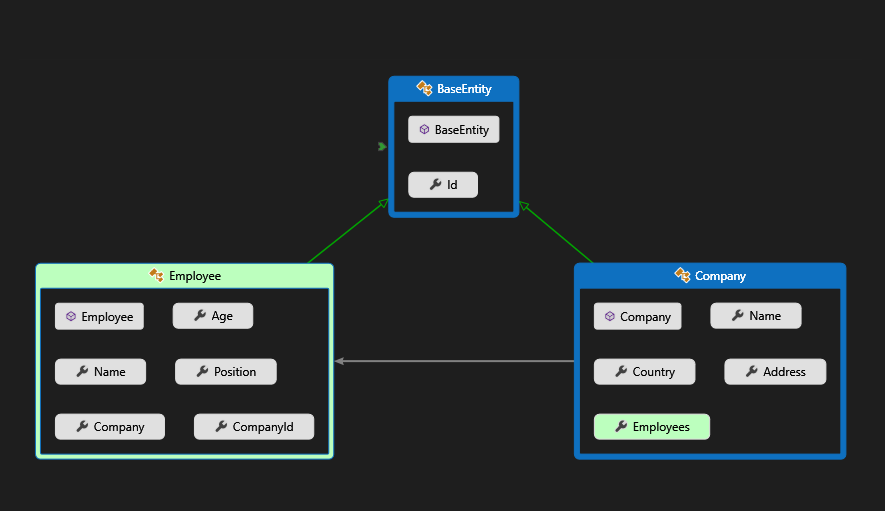 BaseEntity
BaseEntity
Id
Employee
Employee
Age
Name
Position
Company
CompanyId
Company
Company
Name
Country
Address
Employees